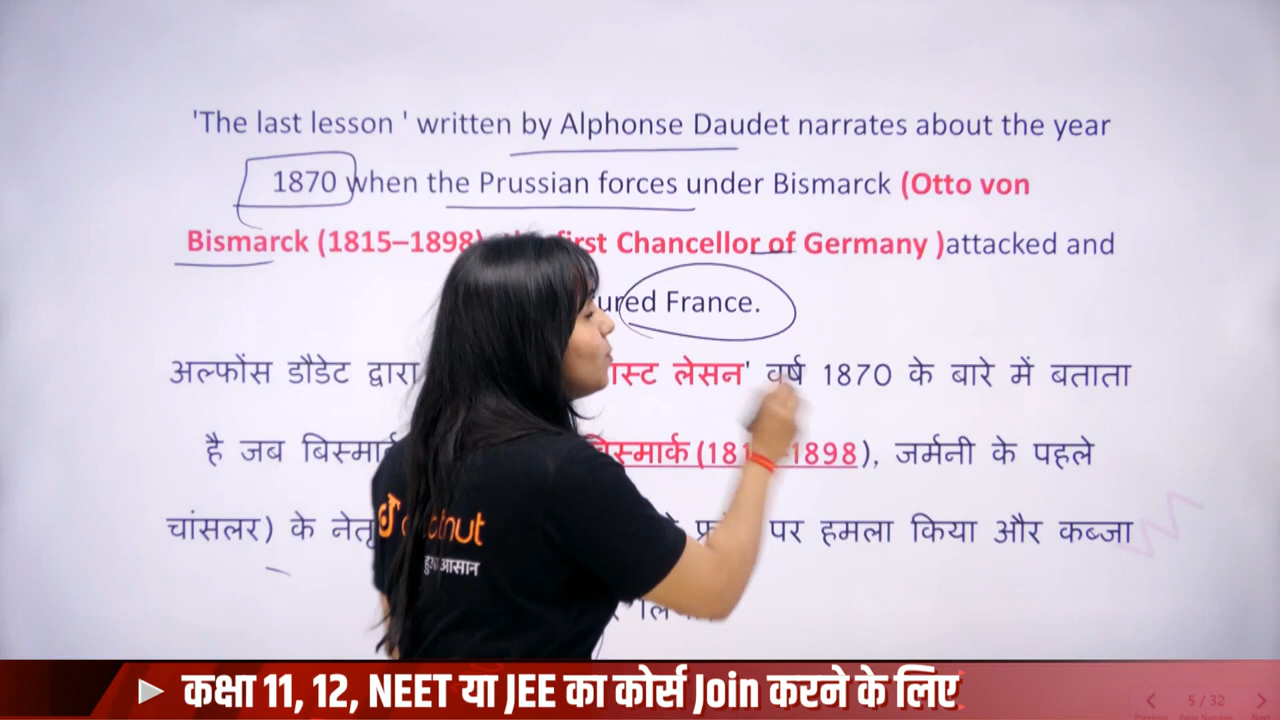 'The last lesson ' written by Alphonse Daudet narrates about the year
1870 when the Prussian forces under Bismarck (Otto von
Bismarck (1815–1898) first Chancellor of Germany )attacked and
France.
अल्फोंस डौडेट द्वारा लेसन' वर्ष 1870 के बारे में बताता
है जब (181 1898), जर्मनी के पहले
चांसलर) के पर हमला किया और कब्जा
हुआ आसान
कक्षा 11, 12, NEET या JEE का कोर्स Join करने के लिए
5 / 32